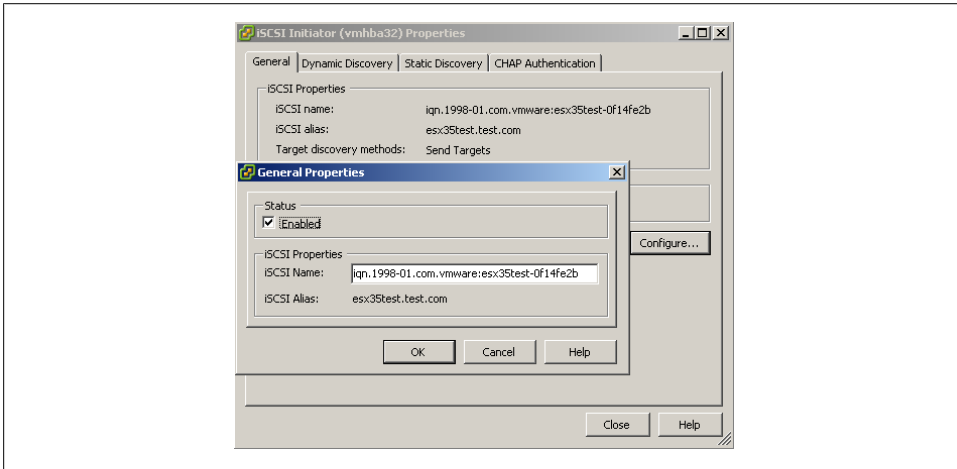 iSCSI Initiator (vmhba32) Properties
General Dynamic Discovery Static Discovery CHAP Authentication
iSCSI Properties
iSCSI name: iqn.1998-01.com.vmware:esx35test-0f14fe2b
iSCSI alias: esx35test.test.com
Target discovery methods: Send Targets
General Properties
Status
Enabled
iSCSI Properties
iSCSI Name: iqn.1998-01.com.vmware:esx35test-0f14fe2b
iSCSI Alias: esx35test.test.com
OK Cancel Help
Configure...
Close Help